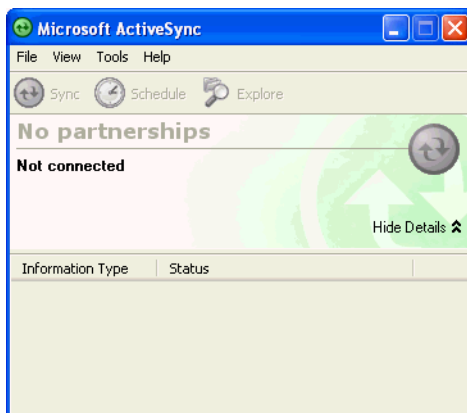 Microsoft ActiveSync
File View Tools Help
Sync Schedule Explore
No partnerships
Not connected
Hide Details
Information Type Status